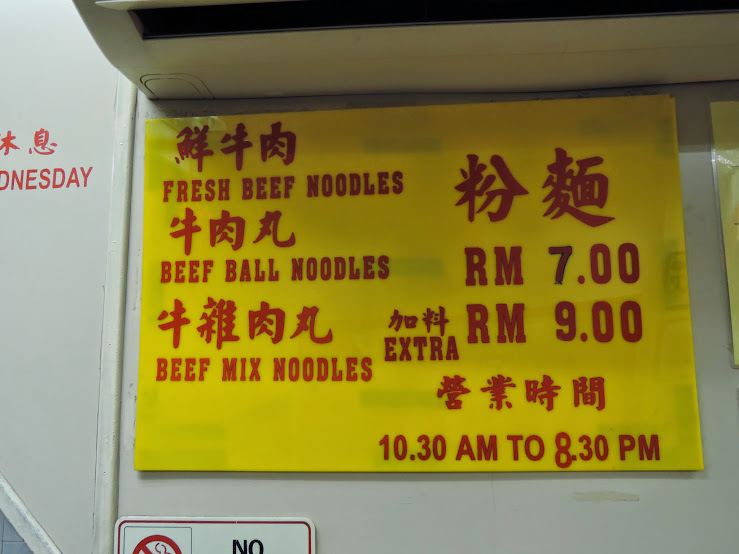 休息
DNESDAY
鮮牛肉
FRESH BEEF NOODLES
牛肉丸
BEEF BALL NOODLES
牛雜肉丸
BEEF MIX NOODLES
粉麵
RM 7.00
加料 RM 9.00
EXTRA
營業時間
10.30 AM TO 8.30 PM
NO